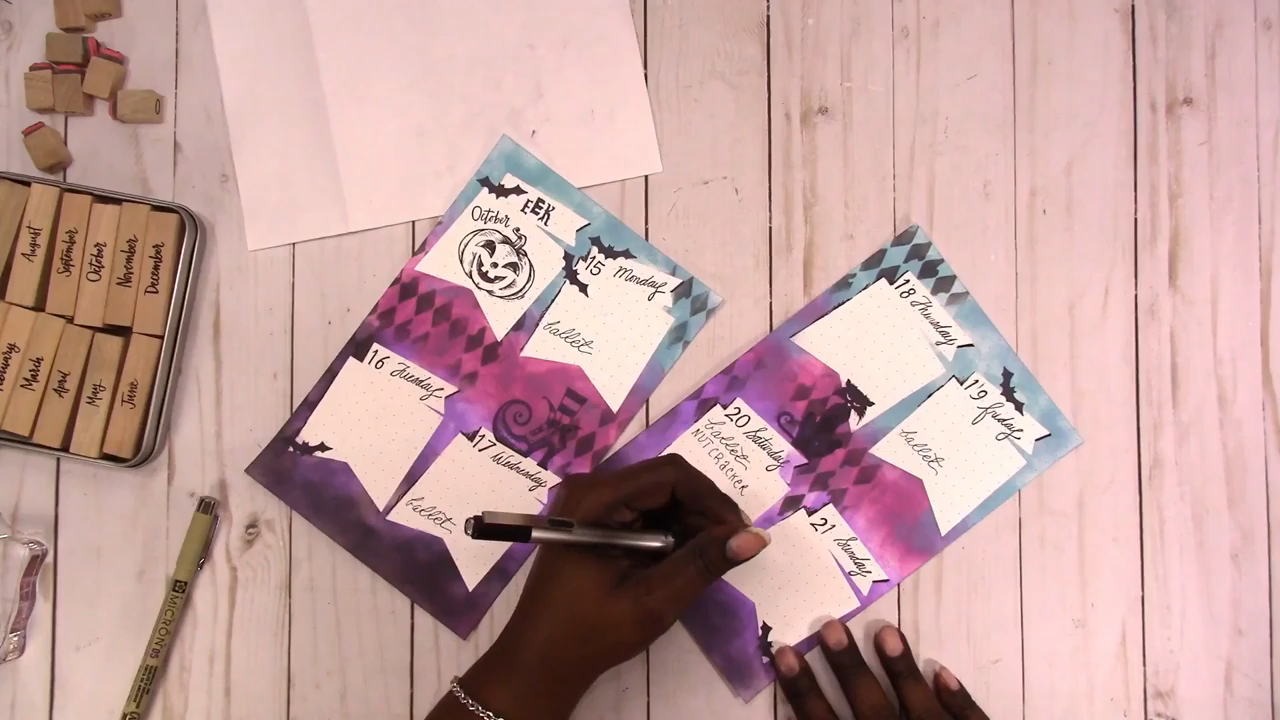 August
September
October
November
December
March
April
May
June
MICRON 05
October
EEK
15 Monday
ballet
16 Tuesday
17 Wednesday
ballet
18 Thursday
19 friday
ballet
20 Saturday
ballet
NUTCRACKER
21 Sunday